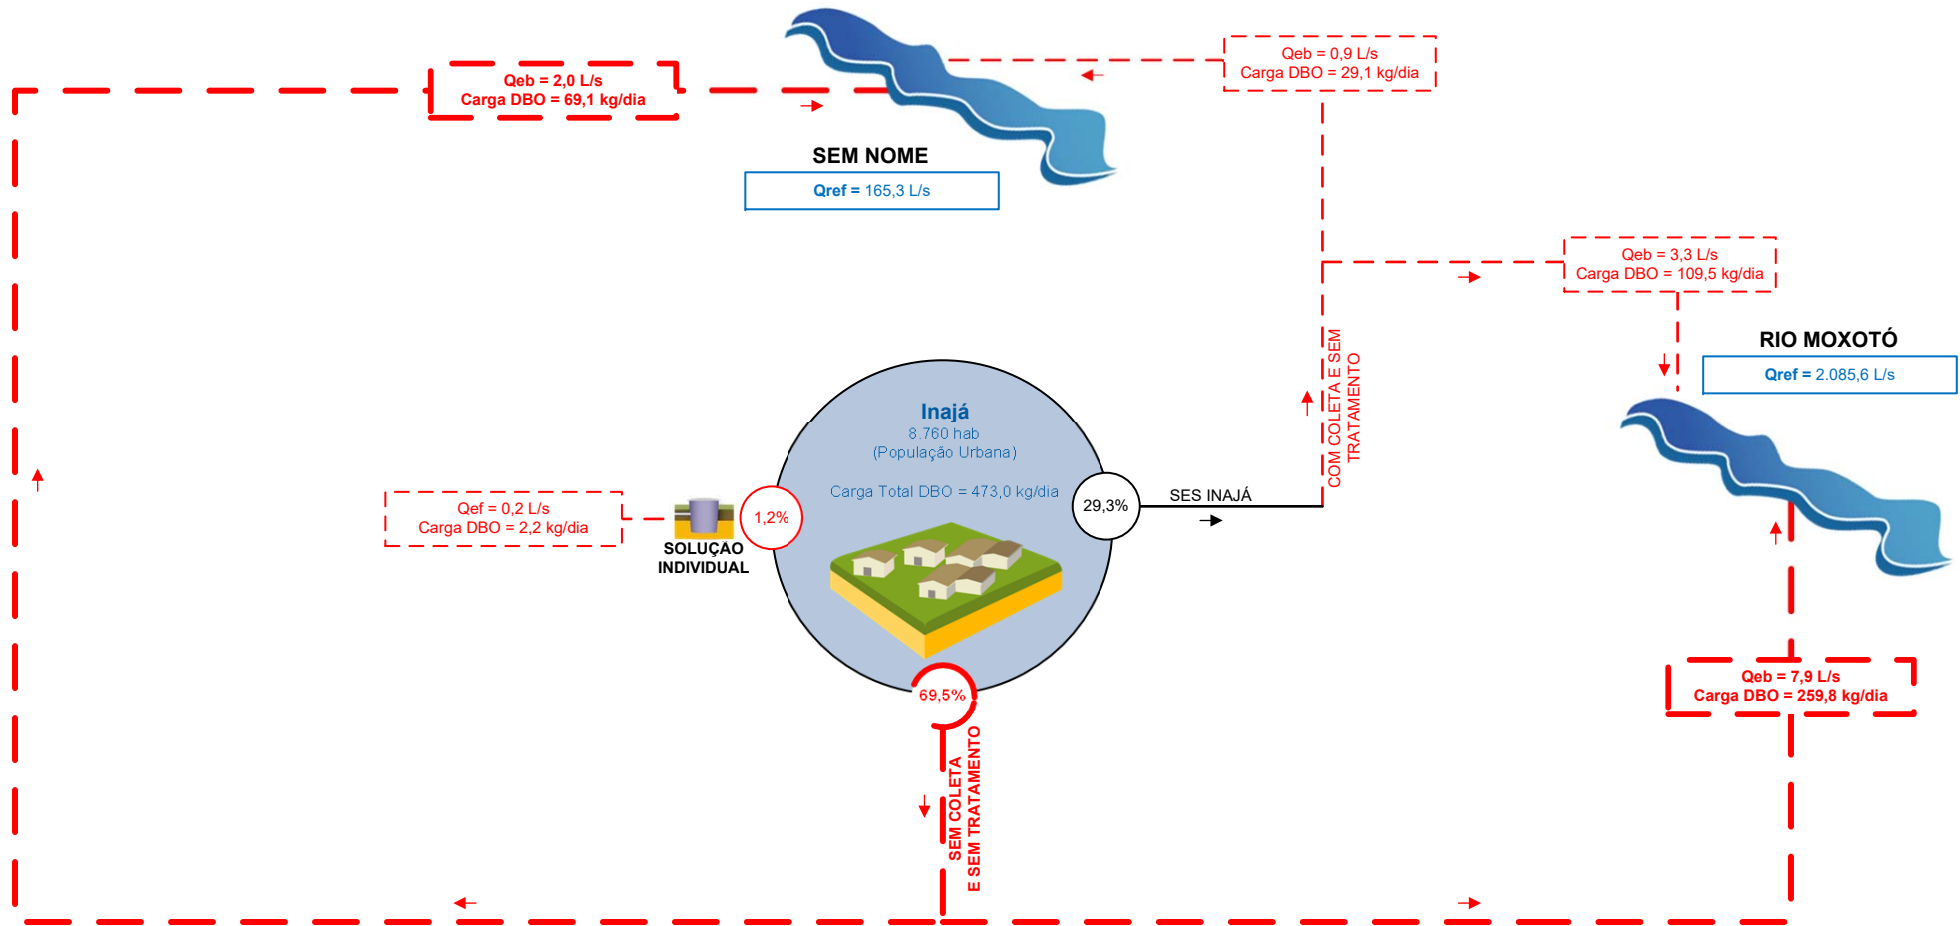 Qeb = 2,0 L/s
Carga DBO = 69,1 kg/dia
Qeb = 0,9 L/s
Carga DBO = 29,1 kg/dia
SEM NOME
Qref = 165,3 L/s
Qeb = 3,3 L/s
Carga DBO = 109,5 kg/dia
RIO MOXOTÓ
Qref = 2.085,6 L/s
COM COLETA E SEM
TRATAMENTO
Inajá
8.760 hab
(População Urbana)
Carga Total DBO = 473,0 kg/dia
Qef = 0,2 L/s
Carga DBO = 2,2 kg/dia
SOLUÇÃO
INDIVIDUAL
1,2%
29,3%
SES INAJÁ
69,5%
SEM COLETA
E SEM TRATAMENTO
Qeb = 7,9 L/s
Carga DBO = 259,8 kg/dia